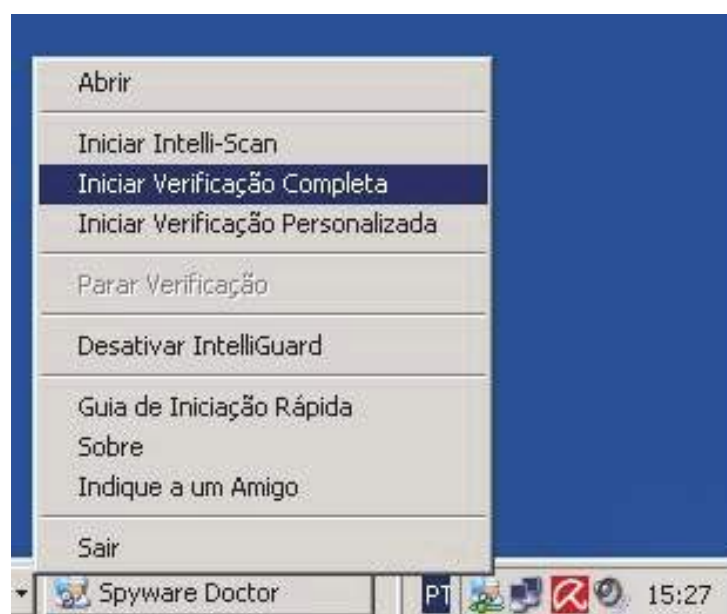 Abrir
Iniciar Intelli-Scan
Iniciar Verificação Completa
Iniciar Verificação Personalizada
Parar Verificação
Desativar IntelliGuard
Guia de Iniciação Rápida
Sobre
Indique a um Amigo
Sair
Spyware Doctor PT 15:27